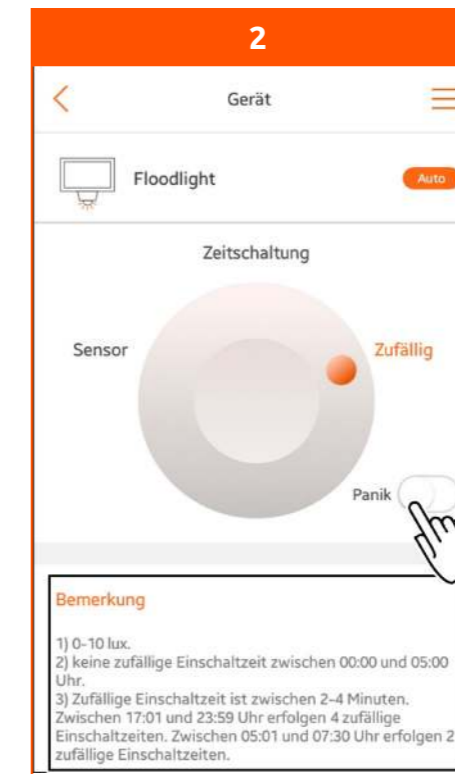 2
Gerät
Floodlight
Auto
Zeitschaltung
Sensor
Zufällig
Panik
Bemerkung
1) 0-10 lux.
2) keine zufällige Einschaltzeit zwischen 00:00 und 05:00
Uhr.
3) Zufällige Einschaltzeit ist zwischen 2-4 Minuten.
Zwischen 17:01 und 23:59 Uhr erfolgen 4 zufällige
Einschaltzeiten. Zwischen 05:01 und 07:30 Uhr erfolgen 2
zufällige Einschaltzeiten.